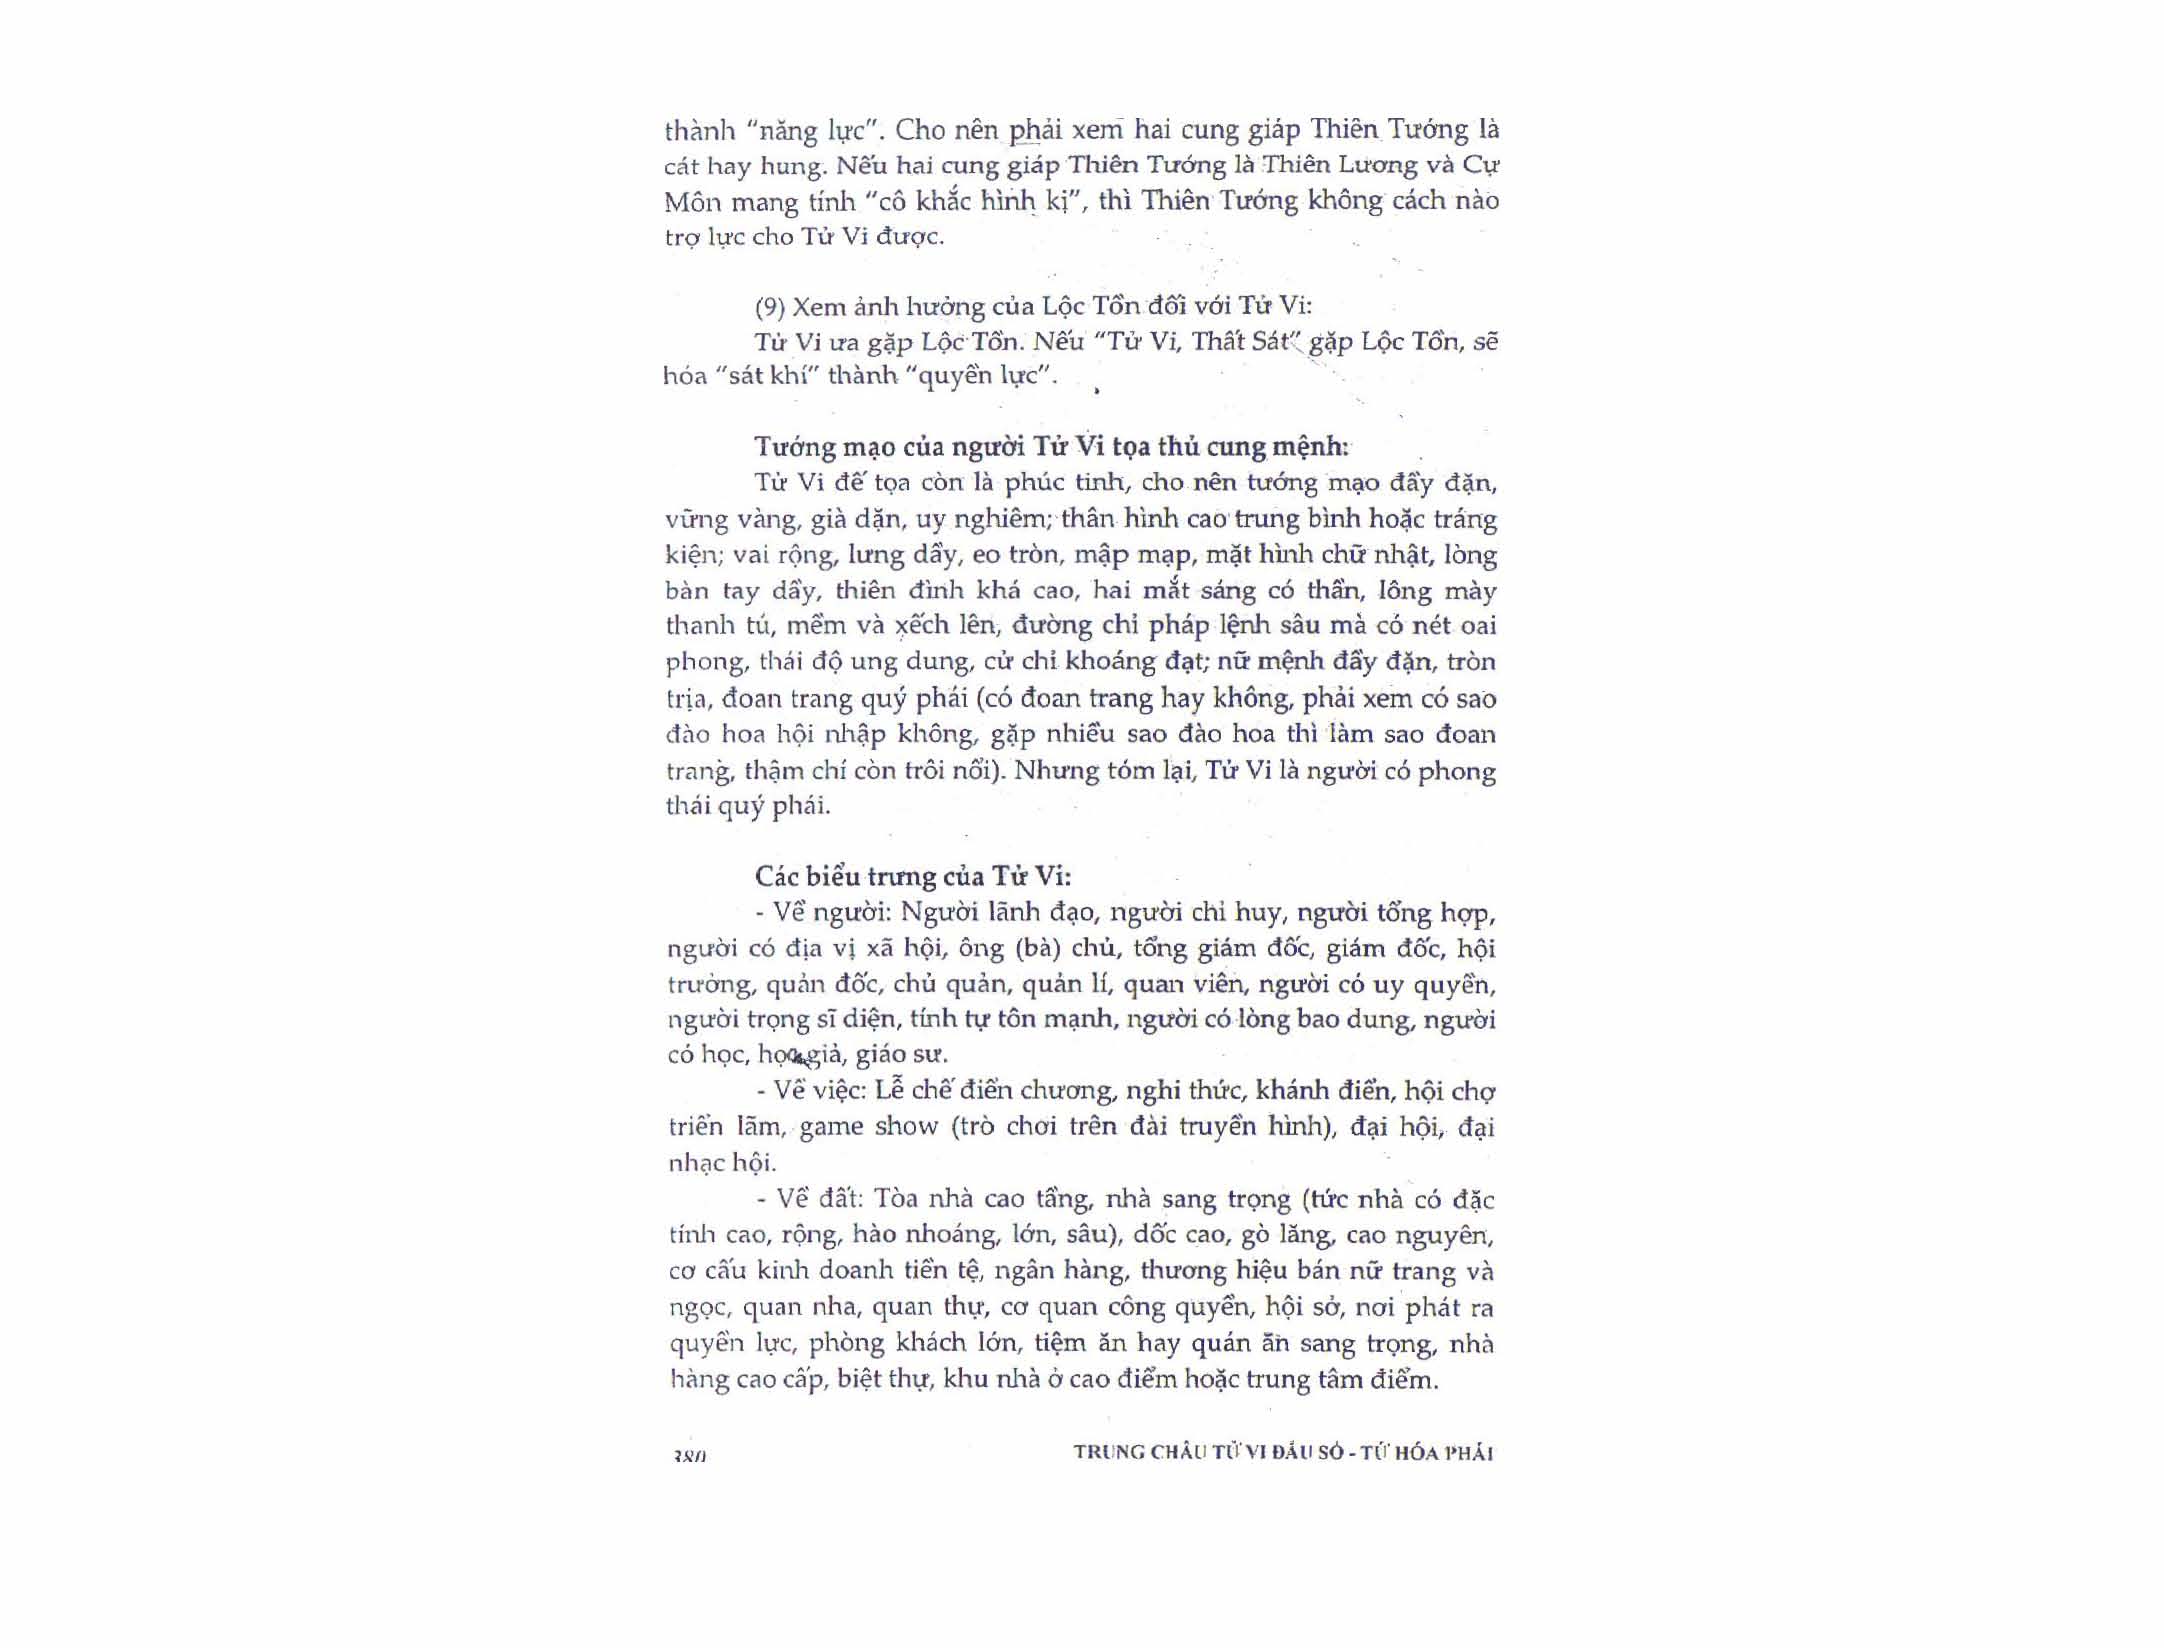 thành “năng lực”. Cho nên phải xem hai cung giáp Thiên Tướng là
cát hay hung. Nếu hai cung giáp Thiên Tướng là Thiên Lương và Cự
Môn mang tính “cô khắc hình kị”, thì Thiên Tướng không cách nào
trợ lực cho Tử Vi được.
(9) Xem ảnh hưởng của Lộc Tồn đối với Tử Vi:
Tử Vi ưa gặp Lộc Tồn. Nếu “Tử Vi, Thất Sát” gặp Lộc Tồn, sẽ
hóa “sát khí” thành “quyền lực”.
Tướng mạo của người Tử Vi tọa thủ cung mệnh:
Tử Vi đế tọa còn là phúc tinh, cho nên tướng mạo đầy đặn,
vững vàng, già dặn, uy nghiêm; thân hình cao trung bình hoặc tráng
kiện; vai rộng, lưng dầy, eo tròn, mập mạp, mặt hình chữ nhật, lòng
bàn tay dầy, thiên đình khá cao, hai mắt sáng có thần, lông mày
thanh tú, mềm và xếch lên, đường chỉ pháp lệnh sâu mà có nét oai
phong, thái độ ung dung, cử chỉ khoáng đạt; nữ mệnh đầy đặn, tròn
trịa, đoan trang quý phái (có đoan trang hay không, phải xem có sao
đào hoa hội nhập không, gặp nhiều sao đào hoa thì làm sao đoan
trang, thậm chí còn trôi nổi). Nhưng tóm lại, Tử Vi là người có phong
thái quý phái.
Các biểu trưng của Tử Vi:
- Về người: Người lãnh đạo, người chỉ huy, người tổng hợp,
người có địa vị xã hội, ông (bà) chủ, tổng giám đốc, giám đốc, hội
trưởng, quản đốc, chủ quản, quản lí, quan viên, người có uy quyền,
người trọng sĩ diện, tính tự tôn mạnh, người có lòng bao dung, người
có học, học giả, giáo sư.
- Về việc: Lễ chế điển chương, nghi thức, khánh điển, hội chợ
triển lãm, game show (trò chơi trên đài truyền hình), đại hội, đại
nhạc hội.
- Về đất: Tòa nhà cao tầng, nhà sang trọng (tức nhà có đặc
tính cao, rộng, hào nhoáng, lớn, sâu), dốc cao, gò lăng, cao nguyên,
cơ cấu kinh doanh tiền tệ, ngân hàng, thương hiệu bán nữ trang và
ngọc, quan nha, quan thự, cơ quan công quyền, hội sở, nơi phát ra
quyền lực, phòng khách lớn, tiệm ăn hay quán ăn sang trọng, nhà
hàng cao cấp, biệt thự, khu nhà ở cao điểm hoặc trung tâm điểm.
380
TRUNG CHÂU TỬ VI ĐẨU SỐ - TỨ HÓA PHÁI